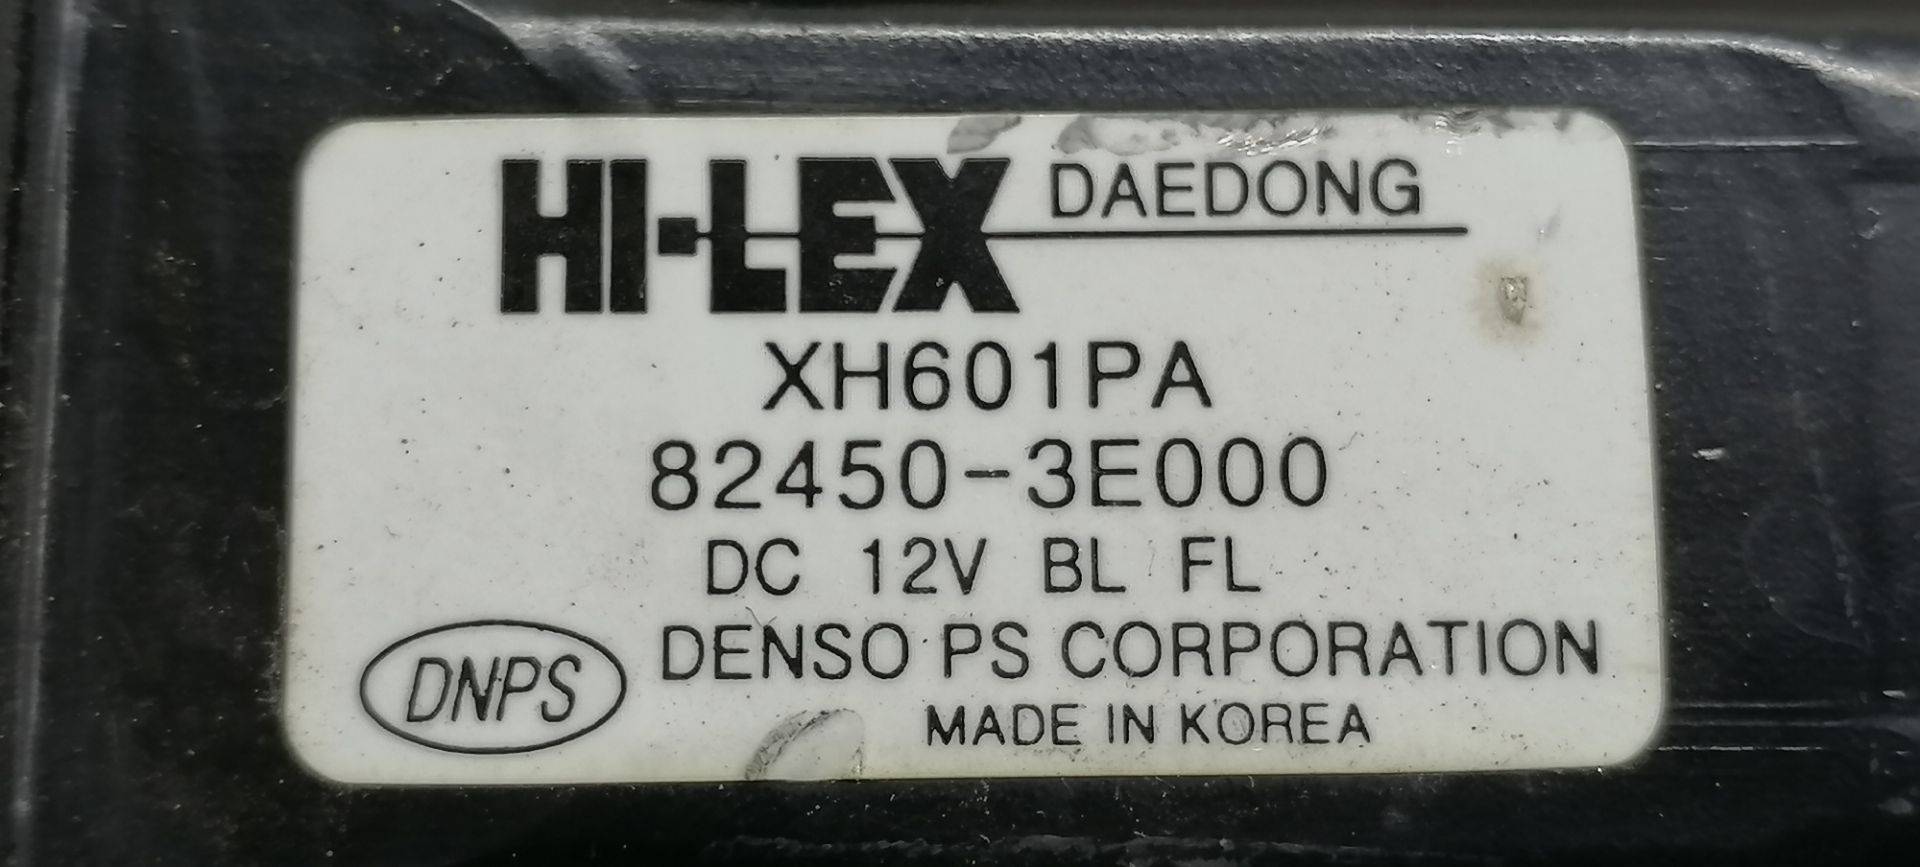 HI-LEX DAEDONG
XH601PA
82450-3E000
DC 12V BL FL
DNPS DENSO PS CORPORATION
MADE IN KOREA